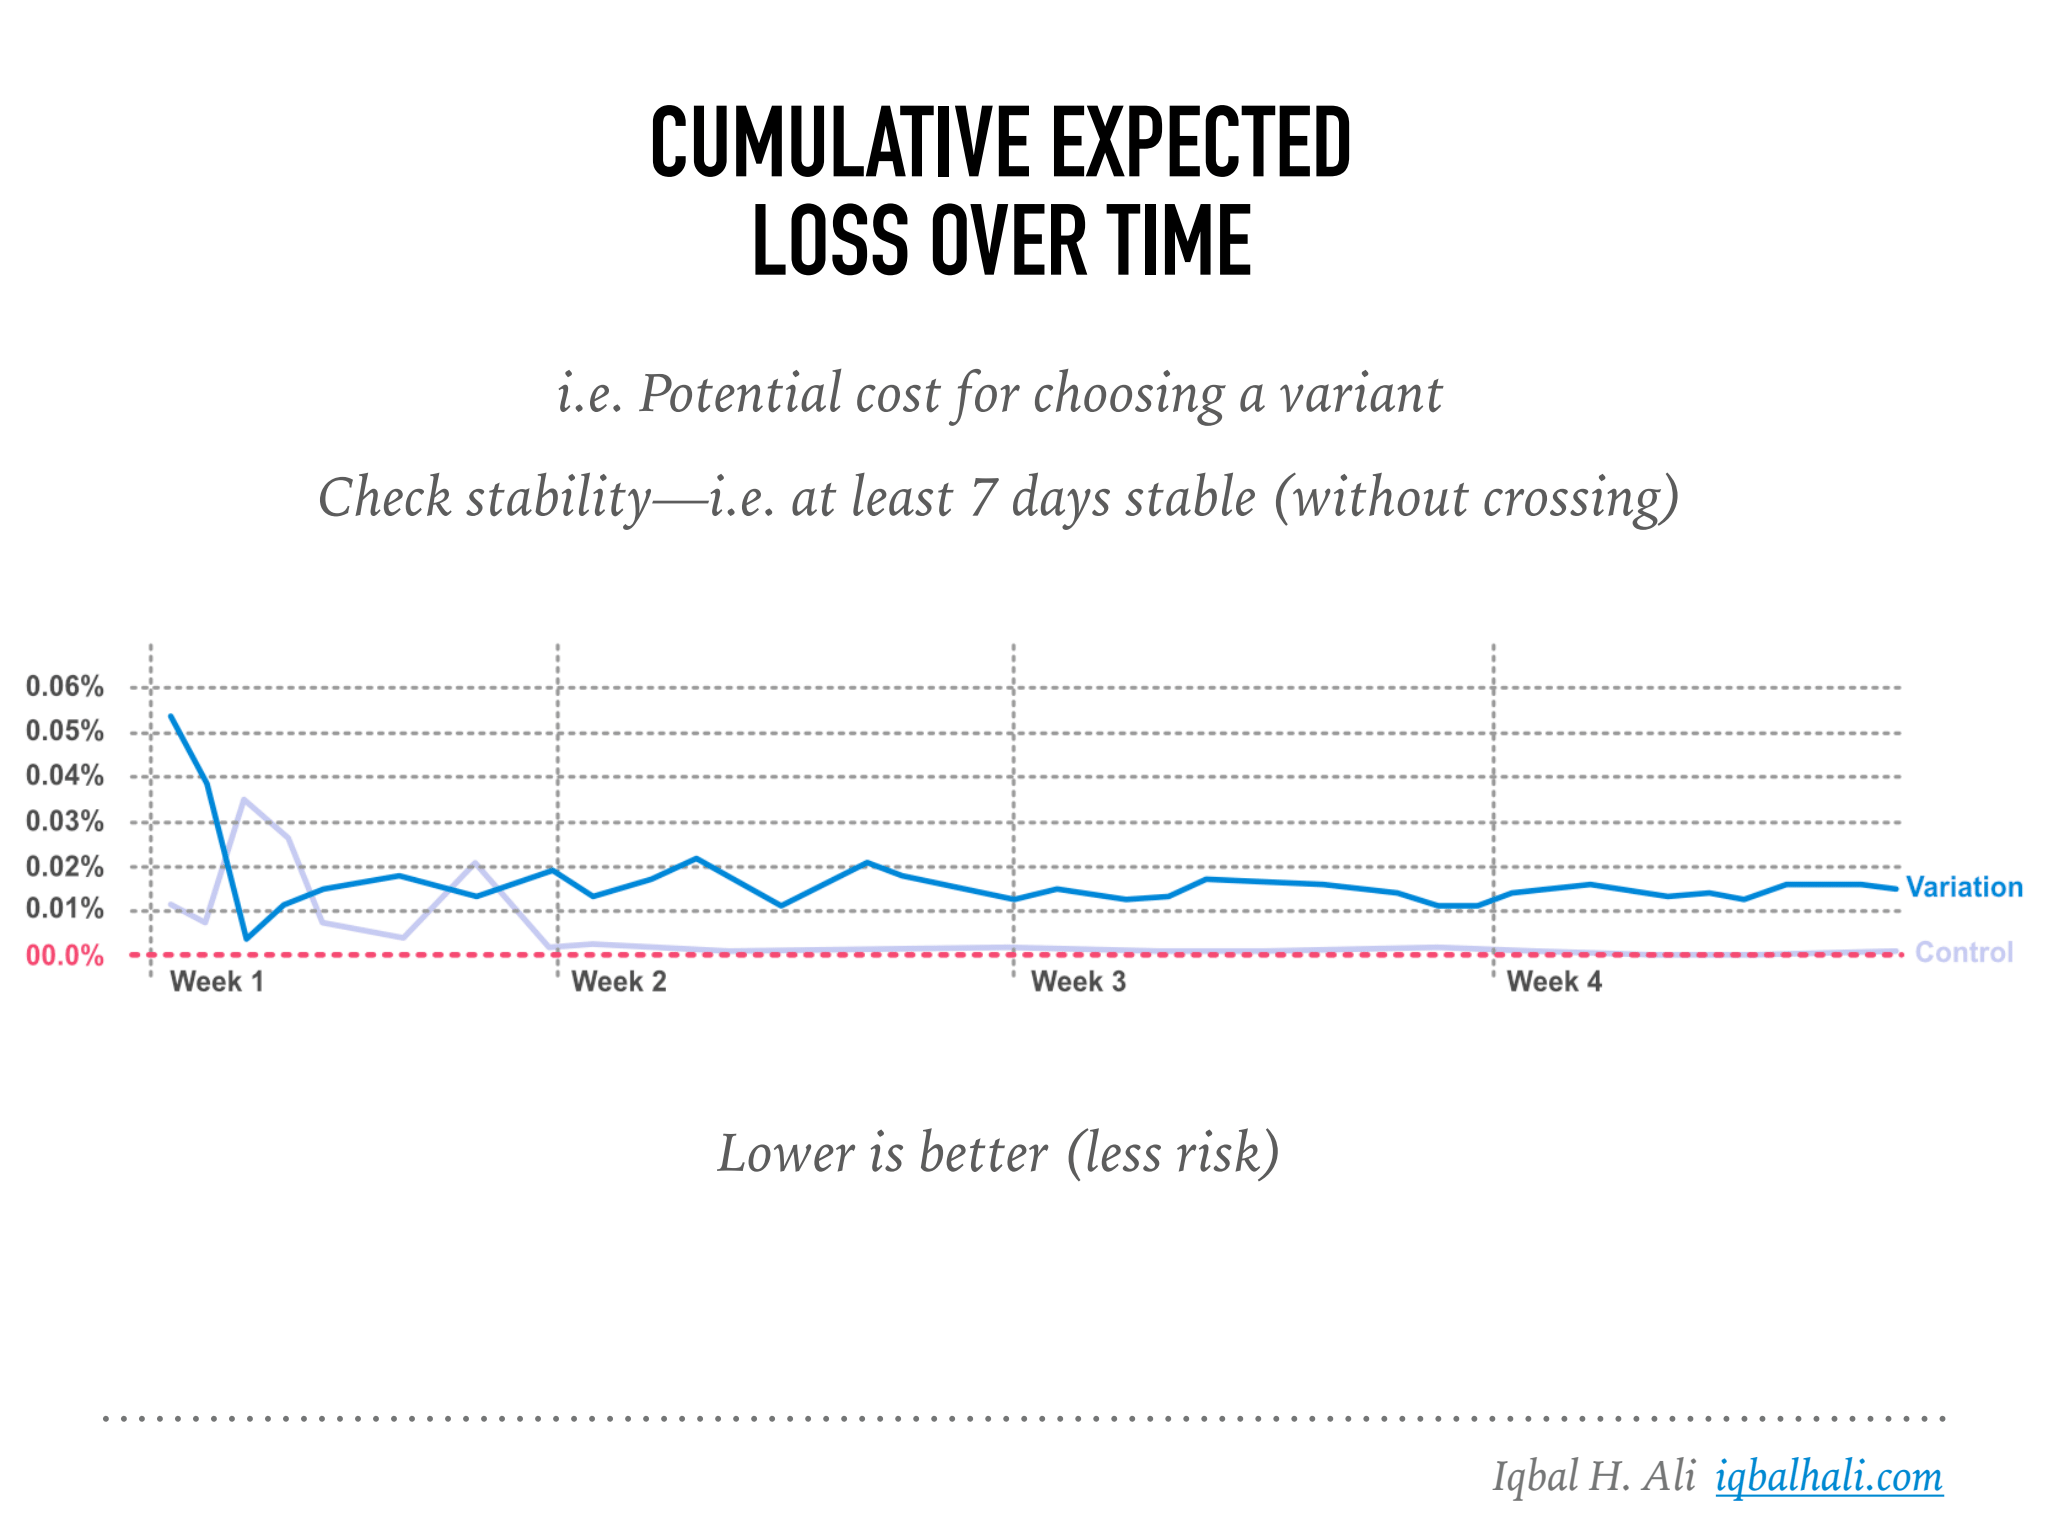 CUMULATIVE EXPECTED
LOSS OVER TIME
i.e. Potential cost for choosing a variant
Check stability—i.e. at least 7 days stable (without crossing)
0.06%
0.05%
0.04%
0.03%
0.02%
0.01%
00.0%
Variation
Control
Week 1
Week 2
Week 3
Week 4
Lower is better (less risk)
Iqbal H. Ali iqbalhali.com